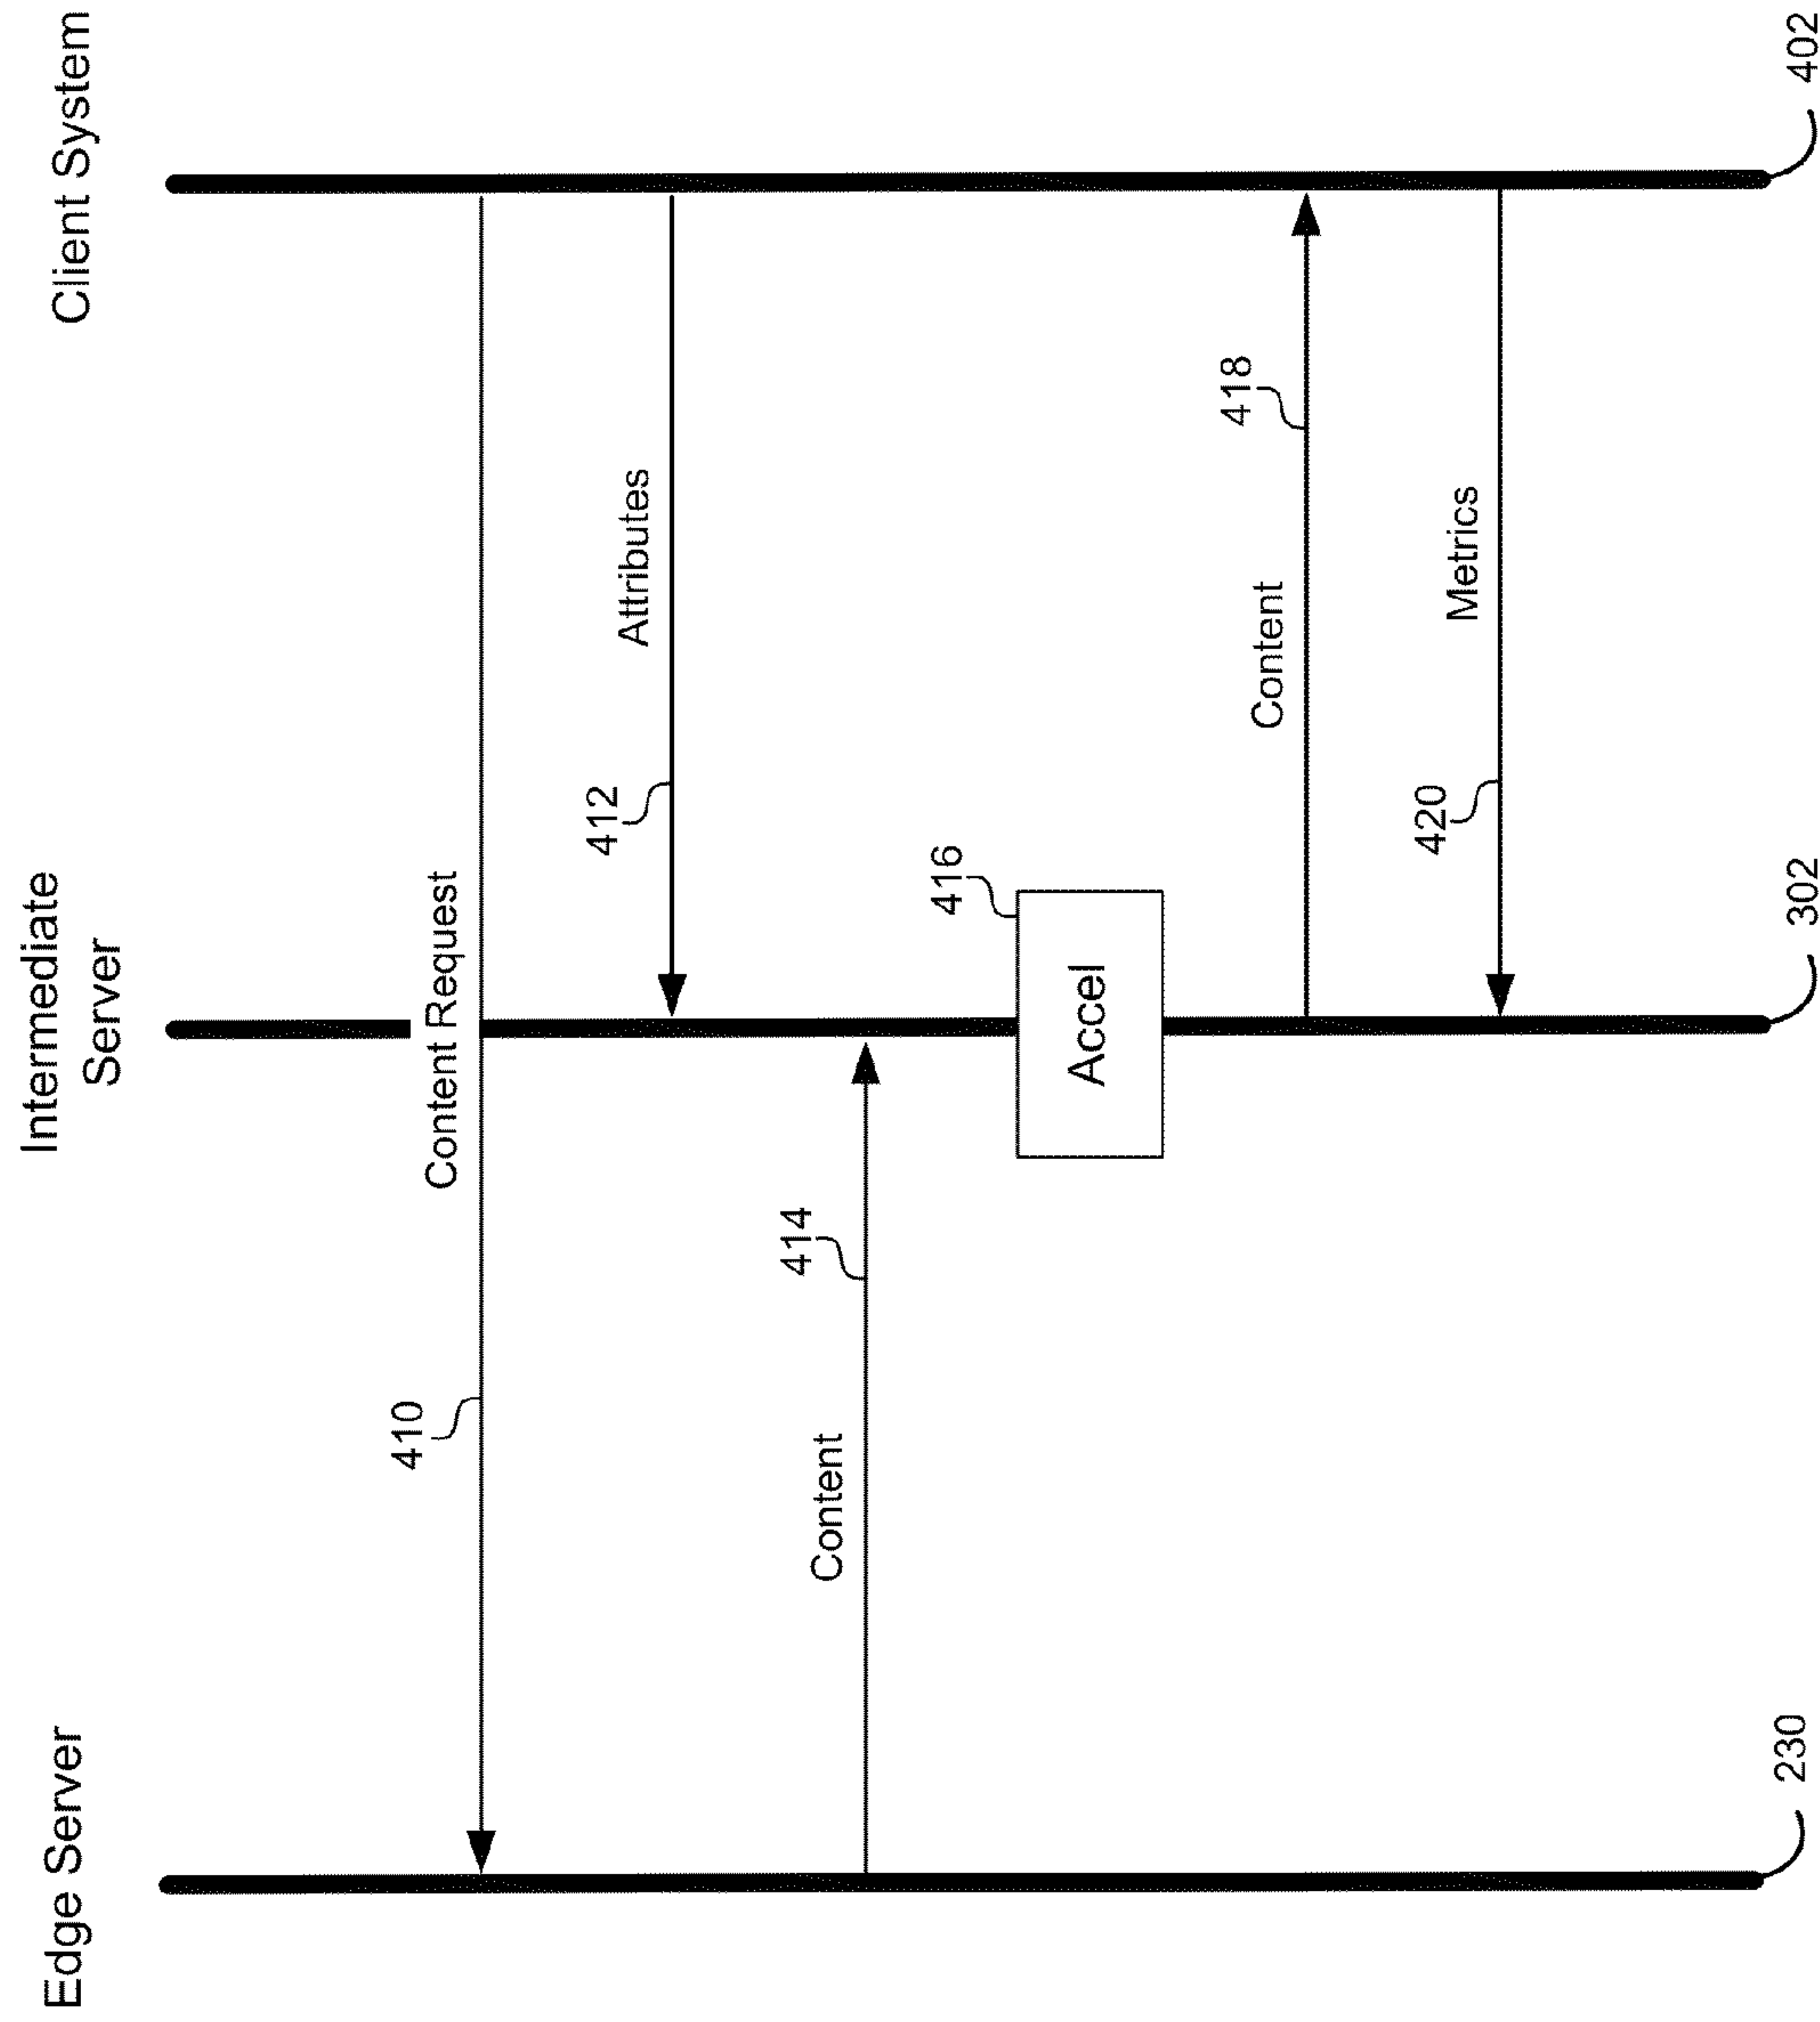 Edge Server
Intermediate
Server
Client System
410
Content Request
412
Attributes
414
Content
416
Accel
418
Content
420
Metrics
230
302
402